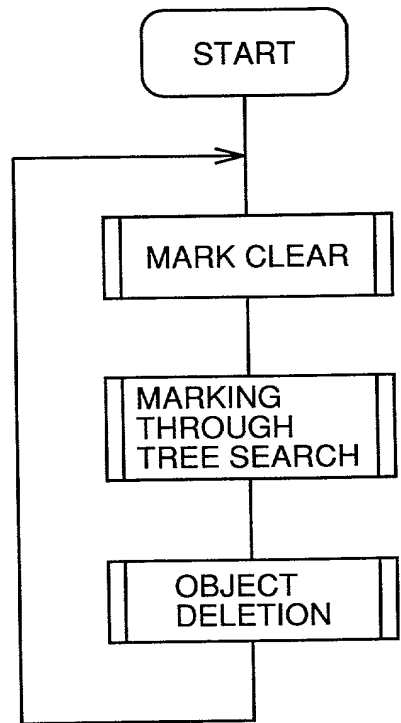 START
MARK CLEAR
MARKING
THROUGH
TREE SEARCH
OBJECT
DELETION